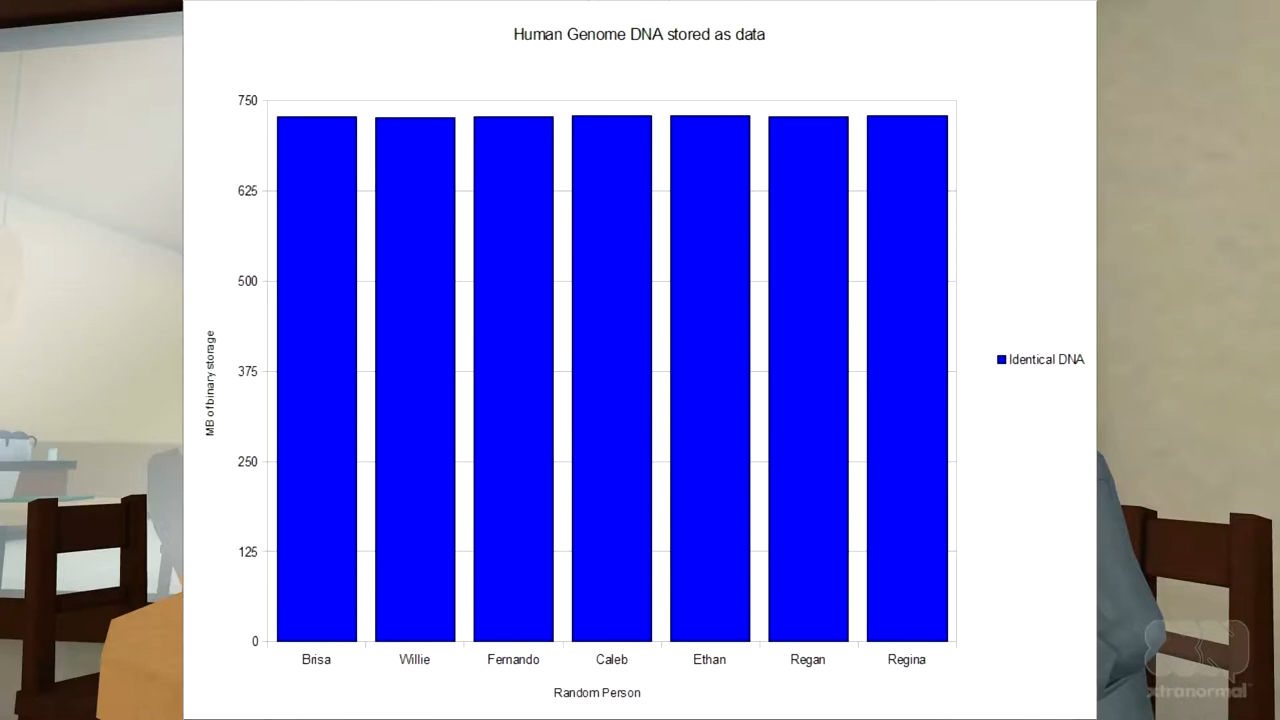 Human Genome DNA stored as data
750
625
500
375
250
125
0
MB of binary storage
Identical DNA
Brisa Willie Fernando Caleb Ethan Regan Regina
Random Person
xtranormal